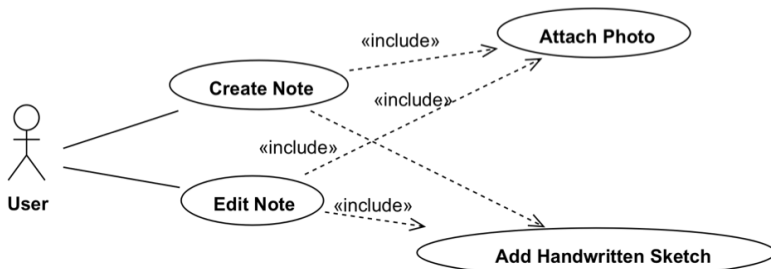 «include»
Attach Photo
Create Note
«include»
«include»
User
Edit Note
«include»
Add Handwritten Sketch